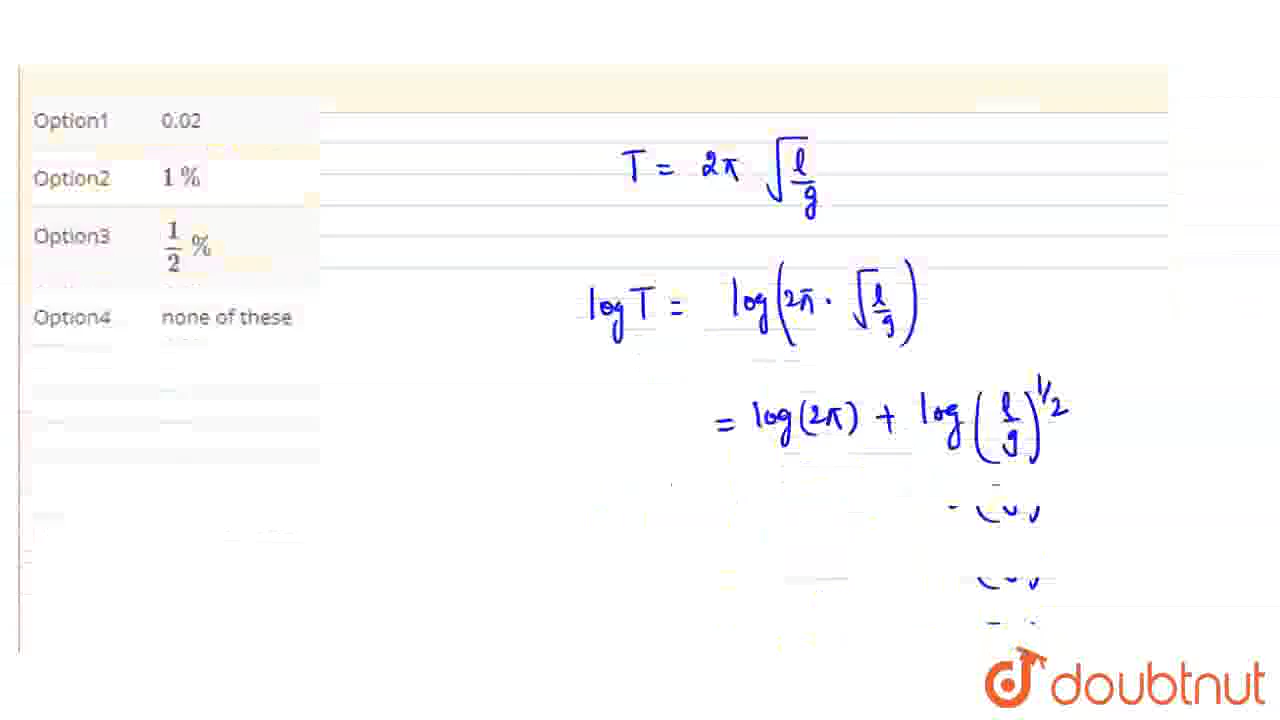 Option1 0.02
Option2 1 %
Option3 1/2 %
Option4 none of these
T = 2π √(l/g)
log T = log(2π · √(l/g))
= log(2π) + log(l/g)^1/2
doubtnut